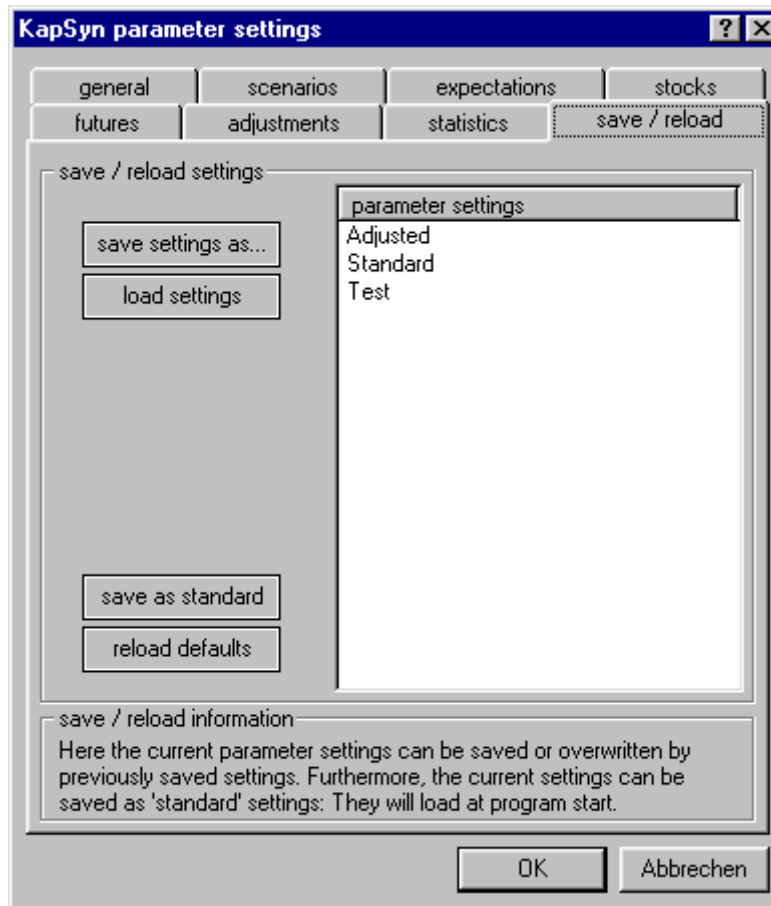 KapSyn parameter settings
general scenarios expectations stocks
futures adjustments statistics save / reload
save / reload settings
save settings as...
load settings
save as standard
reload defaults
parameter settings
Adjusted
Standard
Test
save / reload information
Here the current parameter settings can be saved or overwritten by
previously saved settings. Furthermore, the current settings can be
saved as 'standard' settings: They will load at program start.
OK Abbrechen